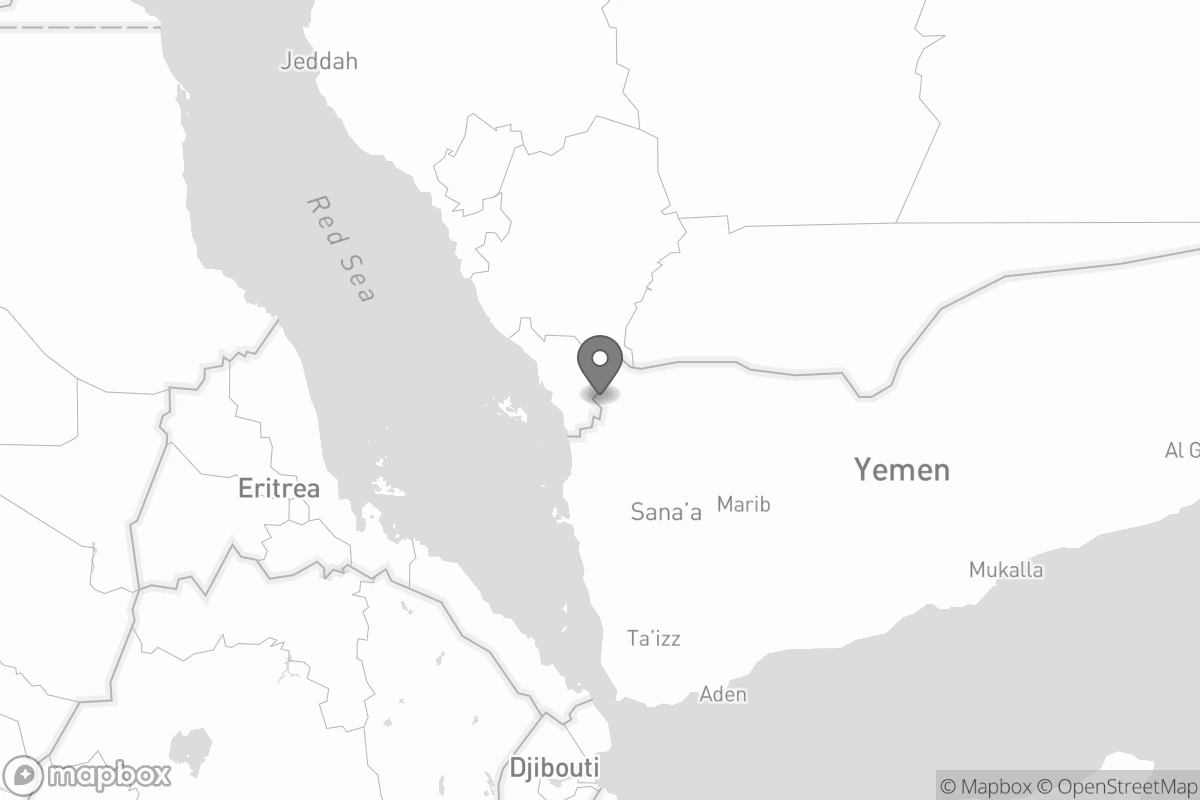 Jeddah
Red Sea
Eritrea
Yemen
Al G
Sana'a
Marib
Mukalla
Ta'izz
Aden
Djibouti
mapbox
© Mapbox © OpenStreetMap